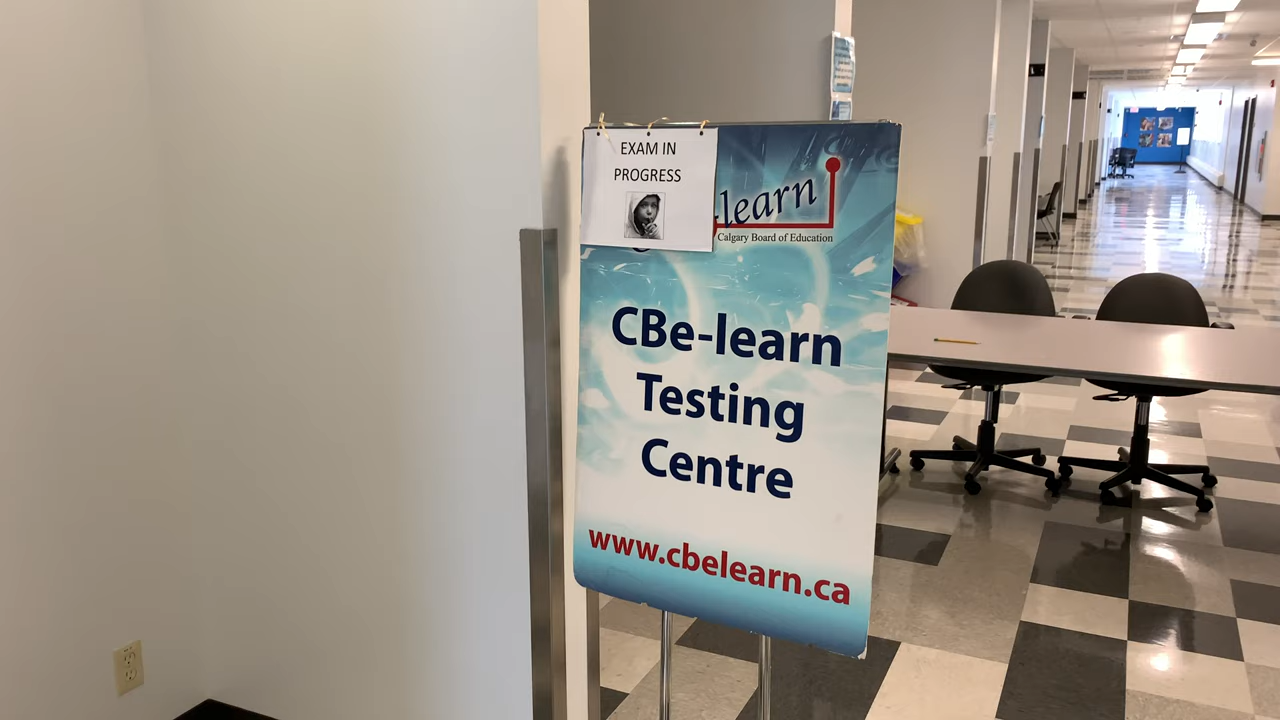 EXAM IN
PROGRESS
learn
Calgary Board of Education
CBe-learn
Testing
Centre
www.cbelearn.ca